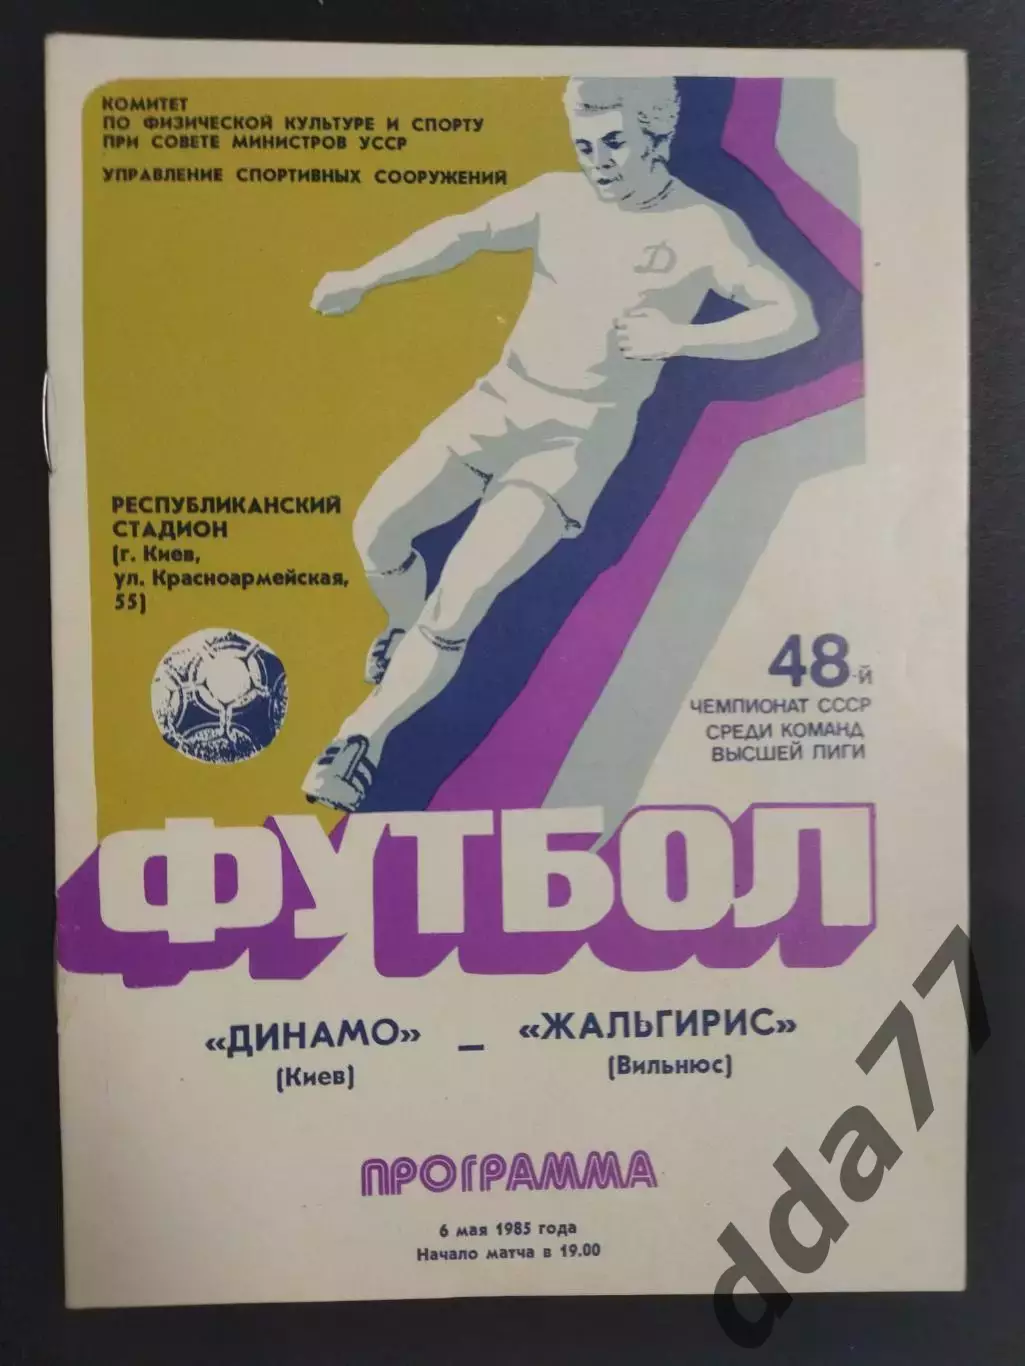 КОМИТЕТ
ПО ФИЗИЧЕСКОЙ КУЛЬТУРЕ И СПОРТУ
ПРИ СОВЕТЕ МИНИСТРОВ УССР
УПРАВЛЕНИЕ СПОРТИВНЫХ СООРУЖЕНИЙ
Д
РЕСПУБЛИКАНСКИЙ
СТАДИОН
(г. Киев,
ул. Красноармейская,
55)
48-й
ЧЕМПИОНАТ СССР
СРЕДИ КОМАНД
ВЫСШЕЙ ЛИГИ
ФУТБОЛ
«ДИНАМО» – «ЖАЛЬГИРИС»
(Киев) (Вильнюс)
ПРОГРАММА
6 мая 1985 года
Начало матча в 19.00
dda77